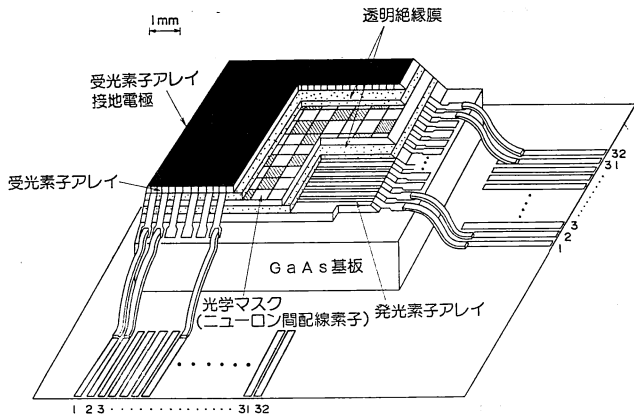 1mm
透明絶縁膜
受光素子アレイ
接地電極
受光素子アレイ
GaAs基板
光学マスク
(ニューロン間配線素子)
発光素子アレイ
32
31
3
2
1
1 2 3 ・・・・・・・・・・・・・・・ 31 32